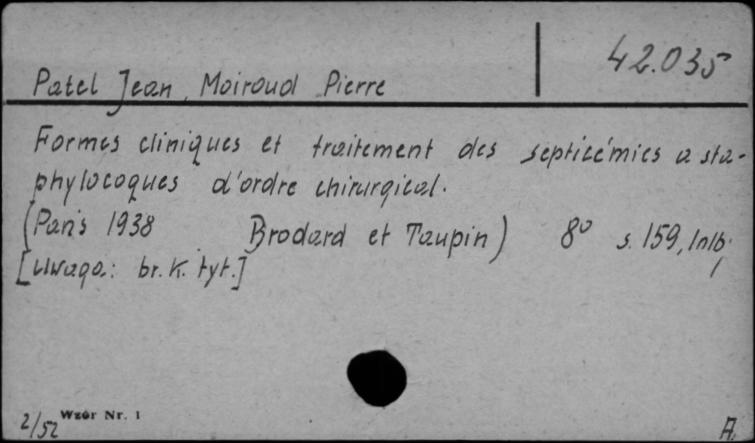 42.035
Patel Jean, Moiroud Pierre
Formes cliniques et traitement des septicémies a sta-
phylocoques d'ordre chirurgical.
(Paris 1938 Brodard et Taupin) 8° s. 159, 1nlb.
[Uwaga: br. k. tyt.]
Wzór Nr. 1
2/52 A.